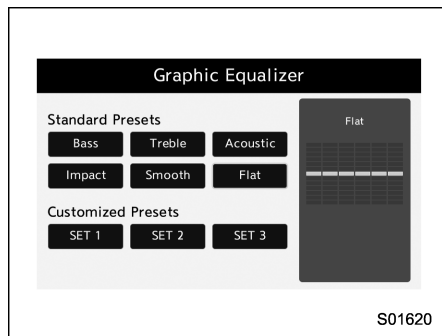 Graphic Equalizer
Standard Presets
Bass Treble Acoustic
Impact Smooth Flat
Customized Presets
SET 1 SET 2 SET 3
Flat
S01620